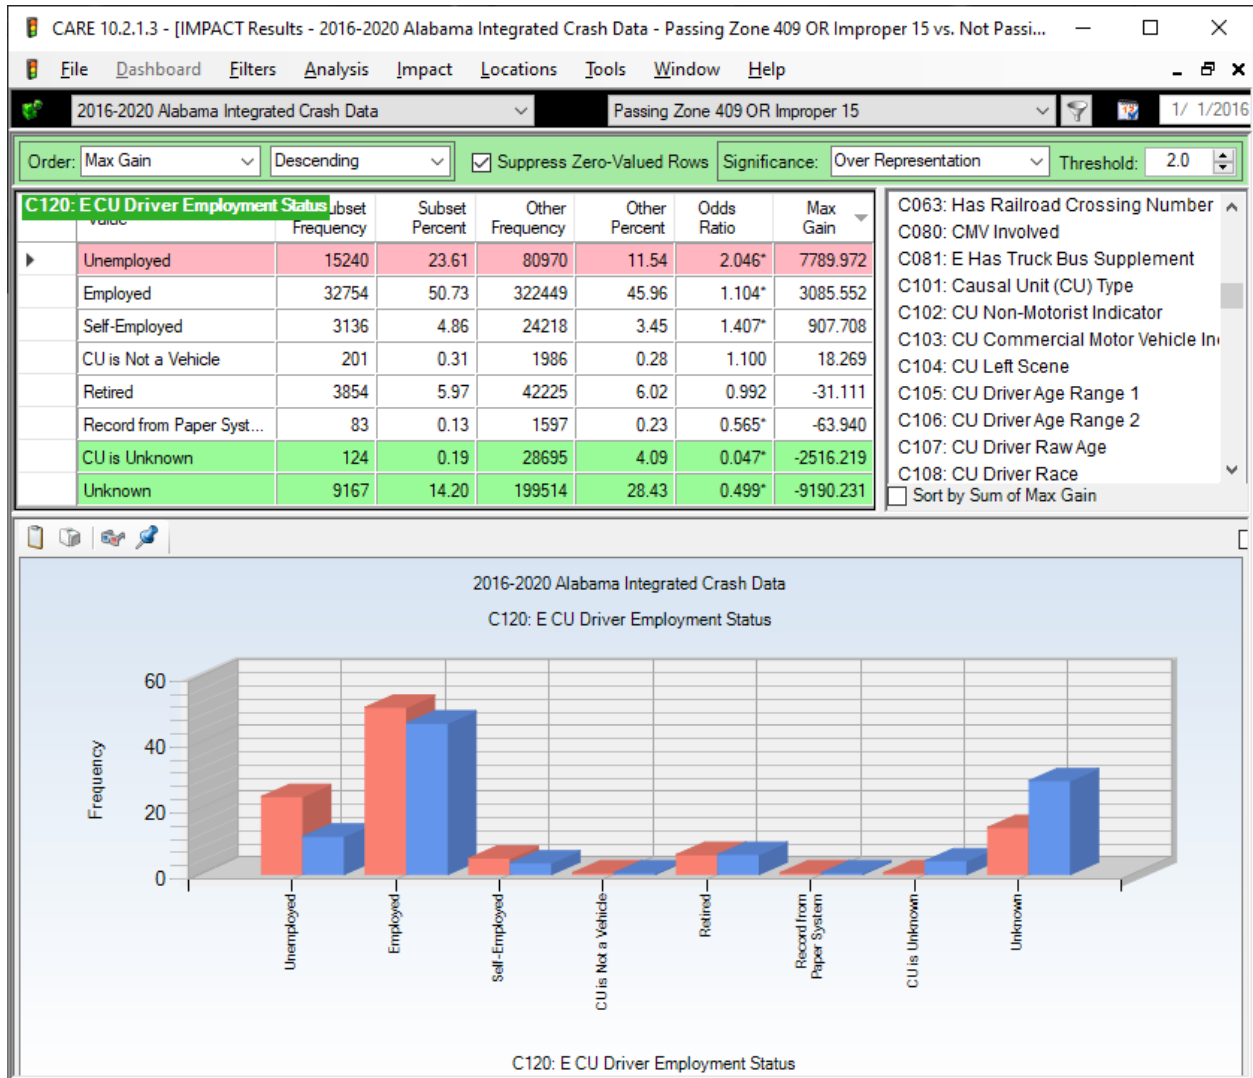 CARE 10.2.1.3 - [IMPACT Results - 2016-2020 Alabama Integrated Crash Data - Passing Zone 409 OR Improper 15 vs. Not Passi...
File Dashboard Filters Analysis Impact Locations Tools Window Help
2016-2020 Alabama Integrated Crash Data Passing Zone 409 OR Improper 15 1/ 1/2016
Order: Max Gain Descending Suppress Zero-Valued Rows Significance: Over Representation Threshold: 2.0
C120: E CU Driver Employment Status
Frequency Subset Percent Other Frequency Other Percent Odds Ratio Max Gain
Unemployed 15240 23.61 80970 11.54 2.046* 7789.972
Employed 32754 50.73 322449 45.96 1.104* 3085.552
Self-Employed 3136 4.86 24218 3.45 1.407* 907.708
CU is Not a Vehicle 201 0.31 1986 0.28 1.100 18.269
Retired 3854 5.97 42225 6.02 0.992 -31.111
Record from Paper Syst... 83 0.13 1597 0.23 0.565* -63.940
CU is Unknown 124 0.19 28695 4.09 0.047* -2516.219
Unknown 9167 14.20 199514 28.43 0.499* -9190.231
C063: Has Railroad Crossing Number
C080: CMV Involved
C081: E Has Truck Bus Supplement
C101: Causal Unit (CU) Type
C102: CU Non-Motorist Indicator
C103: CU Commercial Motor Vehicle In
C104: CU Left Scene
C105: CU Driver Age Range 1
C106: CU Driver Age Range 2
C107: CU Driver Raw Age
C108: CU Driver Race
Sort by Sum of Max Gain
2016-2020 Alabama Integrated Crash Data
C120: E CU Driver Employment Status
Frequency
60
40
20
0
Unemployed
Employed
Self-Employed
CU is Not a Vehicle
Retired
Record from
Paper System
CU is Unknown
Unknown
C120: E CU Driver Employment Status